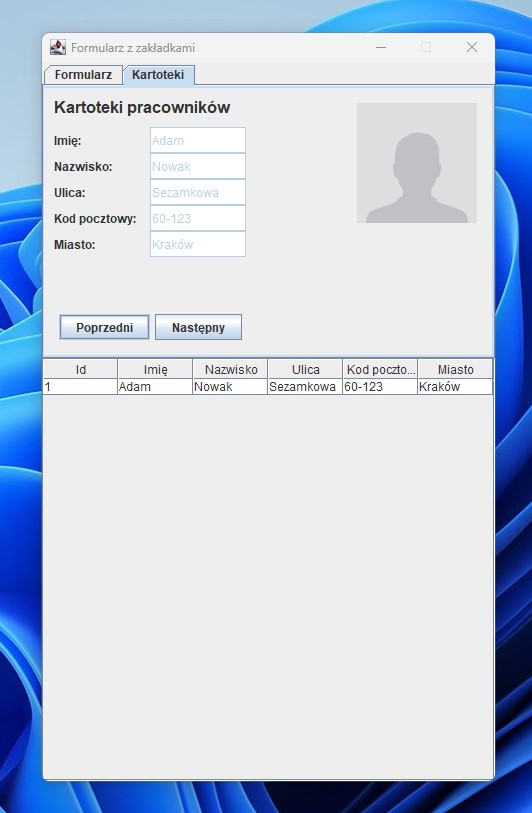 Formularz z zakładkami
Formularz Kartoteki
Kartoteki pracowników
Imię: Adam
Nazwisko: Nowak
Ulica: Sezamkowa
Kod pocztowy: 60-123
Miasto: Kraków
Poprzedni Następny
Id Imię Nazwisko Ulica Kod poczto... Miasto
1 Adam Nowak Sezamkowa 60-123 Kraków